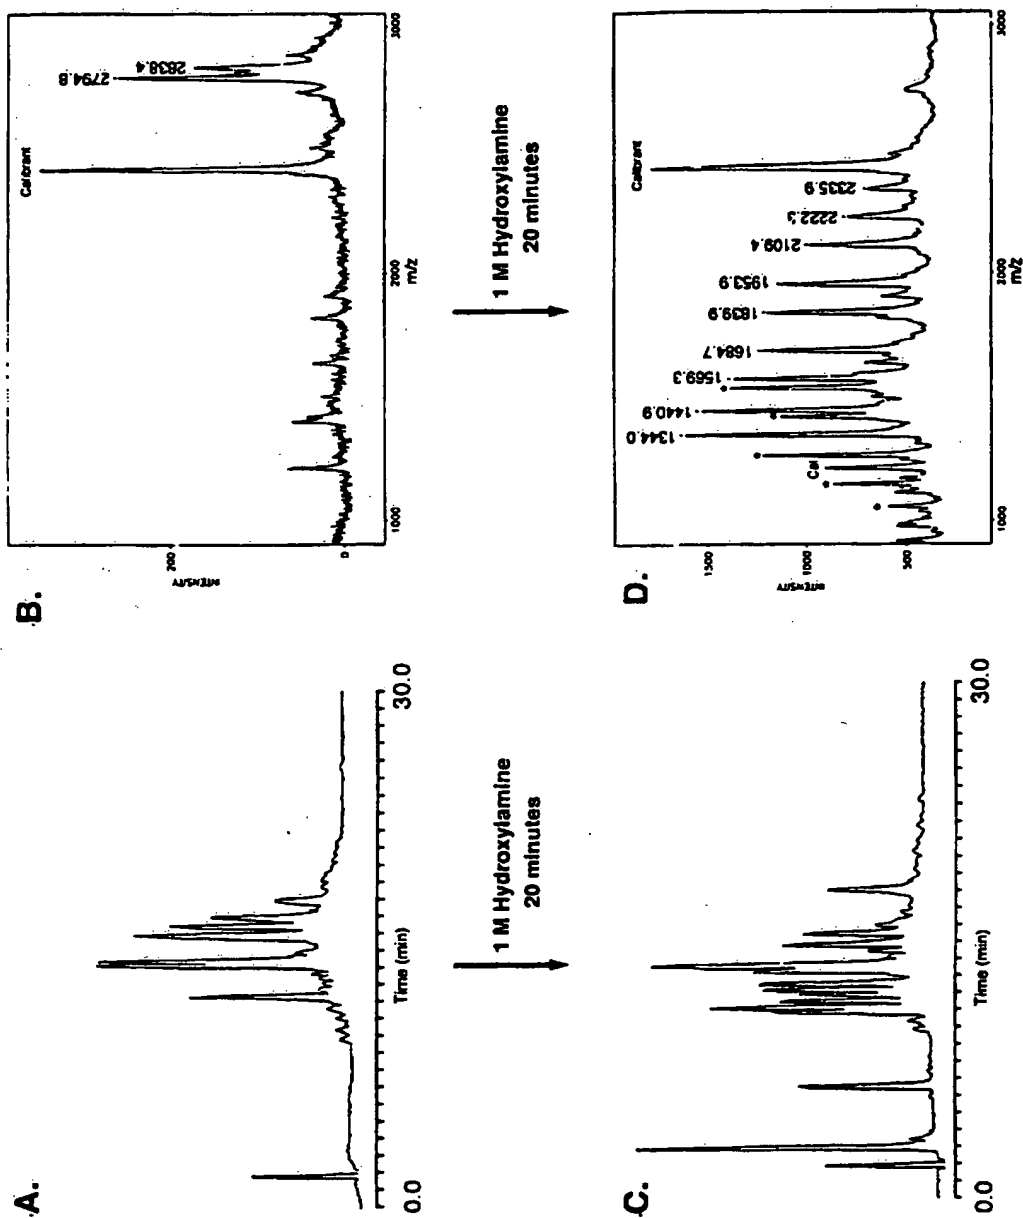 A.
0.0
30.0
Time (min)
B.
INTENSITY
200
0
Calibrant
2794.8
2838.4
1000
2000
3000
m/z
1 M Hydroxylamine
20 minutes
1 M Hydroxylamine
20 minutes
C.
0.0
30.0
Time (min)
D.
INTENSITY
1500
1000
500
Cal
1344.0
1440.9
1569.3
1684.7
1839.9
1953.9
2109.4
2222.3
2335.9
Calibrant
1000
2000
3000
m/z